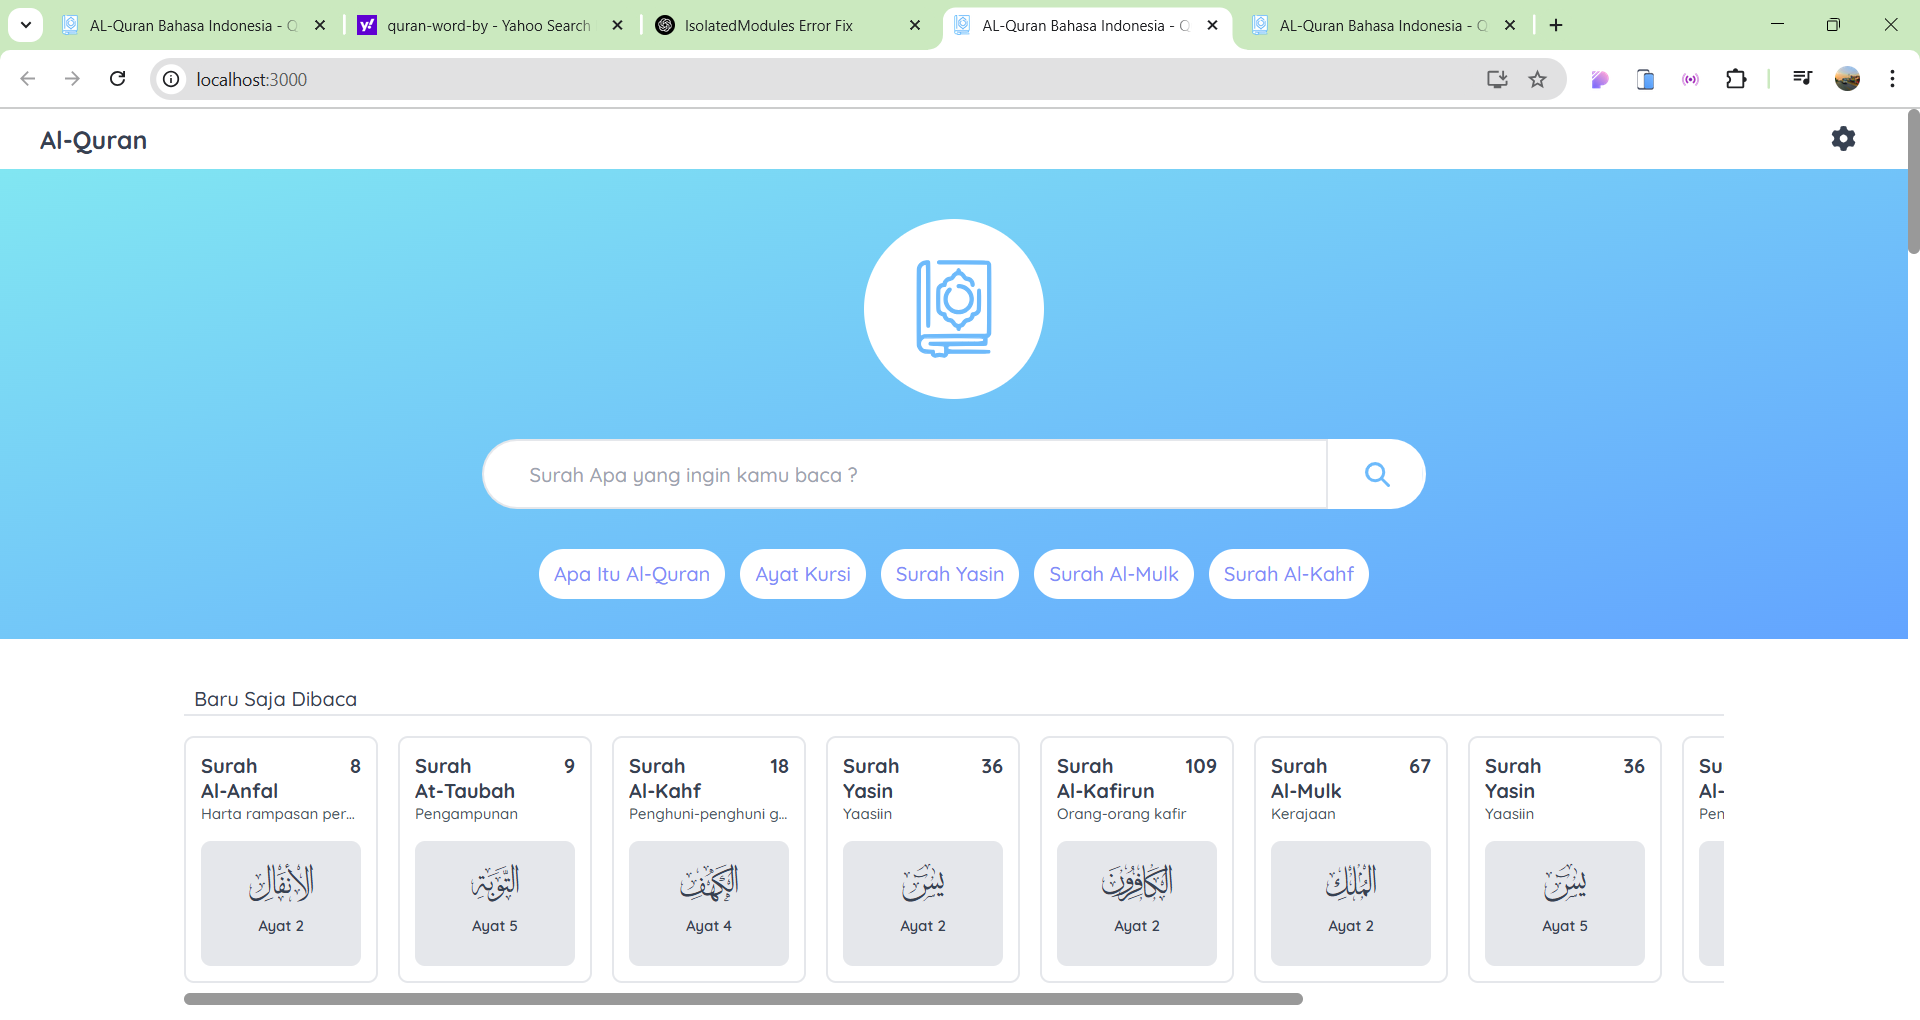 AL-Quran Bahasa Indonesia - Q
quran-word-by - Yahoo Search
IsolatedModules Error Fix
AL-Quran Bahasa Indonesia - Q
AL-Quran Bahasa Indonesia - Q
localhost:3000
Al-Quran
Surah Apa yang ingin kamu baca ?
Apa Itu Al-Quran
Ayat Kursi
Surah Yasin
Surah Al-Mulk
Surah Al-Kahf
Baru Saja Dibaca
Surah Al-Anfal 8
Harta rampasan per...
الأنفال
Ayat 2
Surah At-Taubah 9
Pengampunan
التوبة
Ayat 5
Surah Al-Kahf 18
Penghuni-penghuni g...
الكهف
Ayat 4
Surah Yasin 36
Yaasiin
يس
Ayat 2
Surah Al-Kafirun 109
Orang-orang kafir
الكافرون
Ayat 2
Surah Al-Mulk 67
Kerajaan
الملك
Ayat 2
Surah Yasin 36
Yaasiin
يس
Ayat 5
Su
Al-
Pen